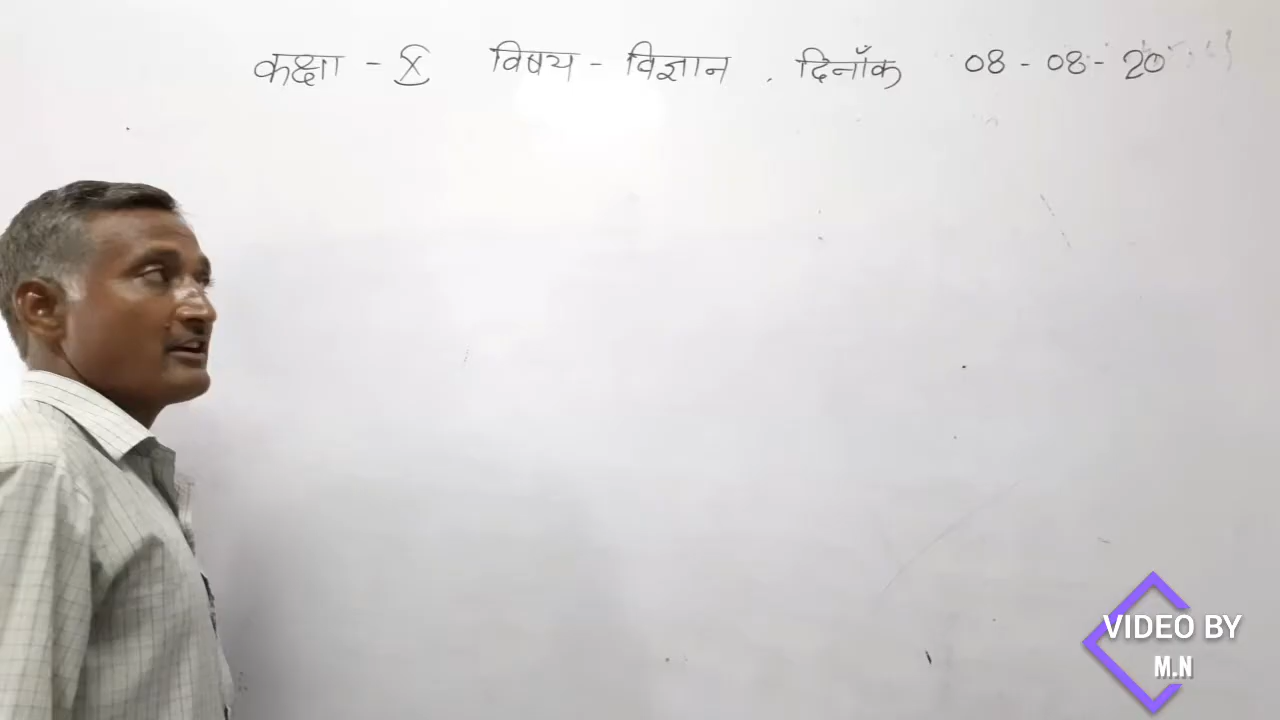 कक्षा - X विषय - विज्ञान . दिनाँक 08 - 08 - 20
VIDEO BY
M.N